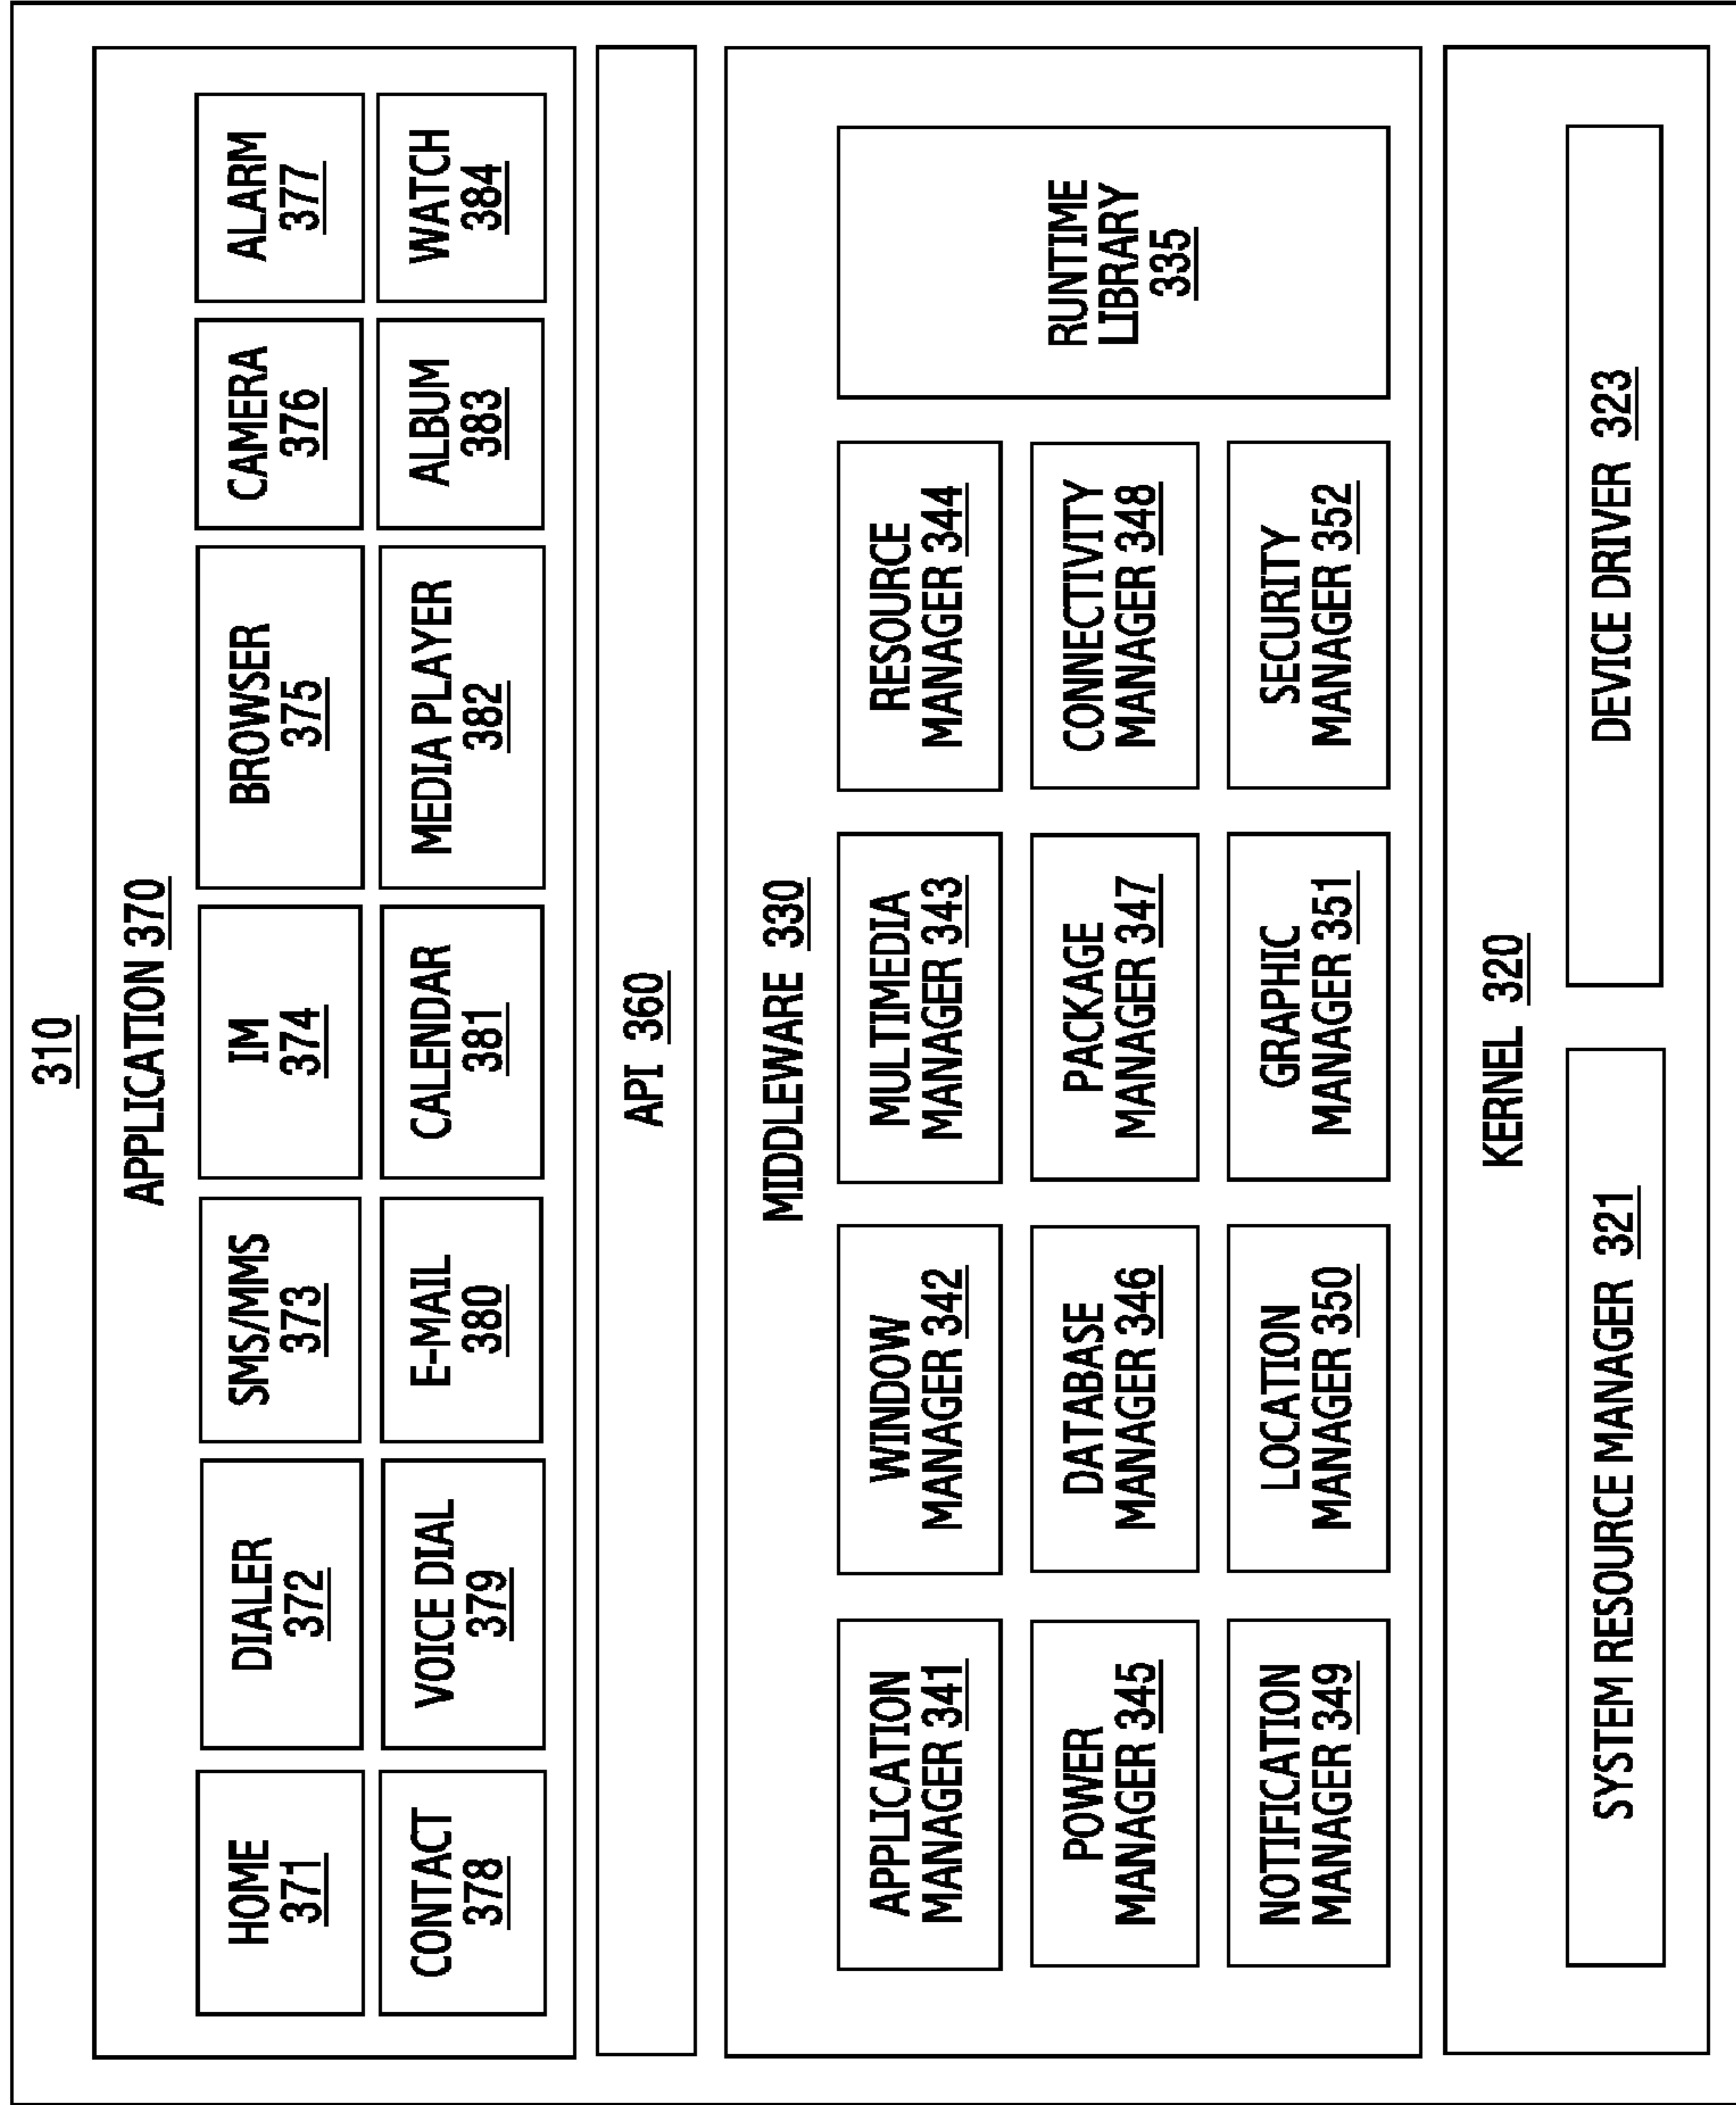 310
APPLICATION 370
HOME
371
DIALER
372
SMS/MMS
373
IM
374
BROWSER
375
CAMERA
376
ALARM
377
CONTACT
378
VOICE DIAL
379
E-MAIL
380
CALENDAR
381
MEDIA PLAYER
382
ALBUM
383
WATCH
384
API 360
MIDDLEWARE 330
APPLICATION
MANAGER 341
WINDOW
MANAGER 342
MULTIMEDIA
MANAGER 343
RESOURCE
MANAGER 344
POWER
MANAGER 345
DATABASE
MANAGER 346
PACKAGE
MANAGER 347
CONNECTIVITY
MANAGER 348
NOTIFICATION
MANAGER 349
LOCATION
MANAGER 350
GRAPHIC
MANAGER 351
SECURITY
MANAGER 352
RUNTIME
LIBRARY
335
KERNEL 320
SYSTEM RESOURCE MANAGER 321
DEVICE DRIVER 323